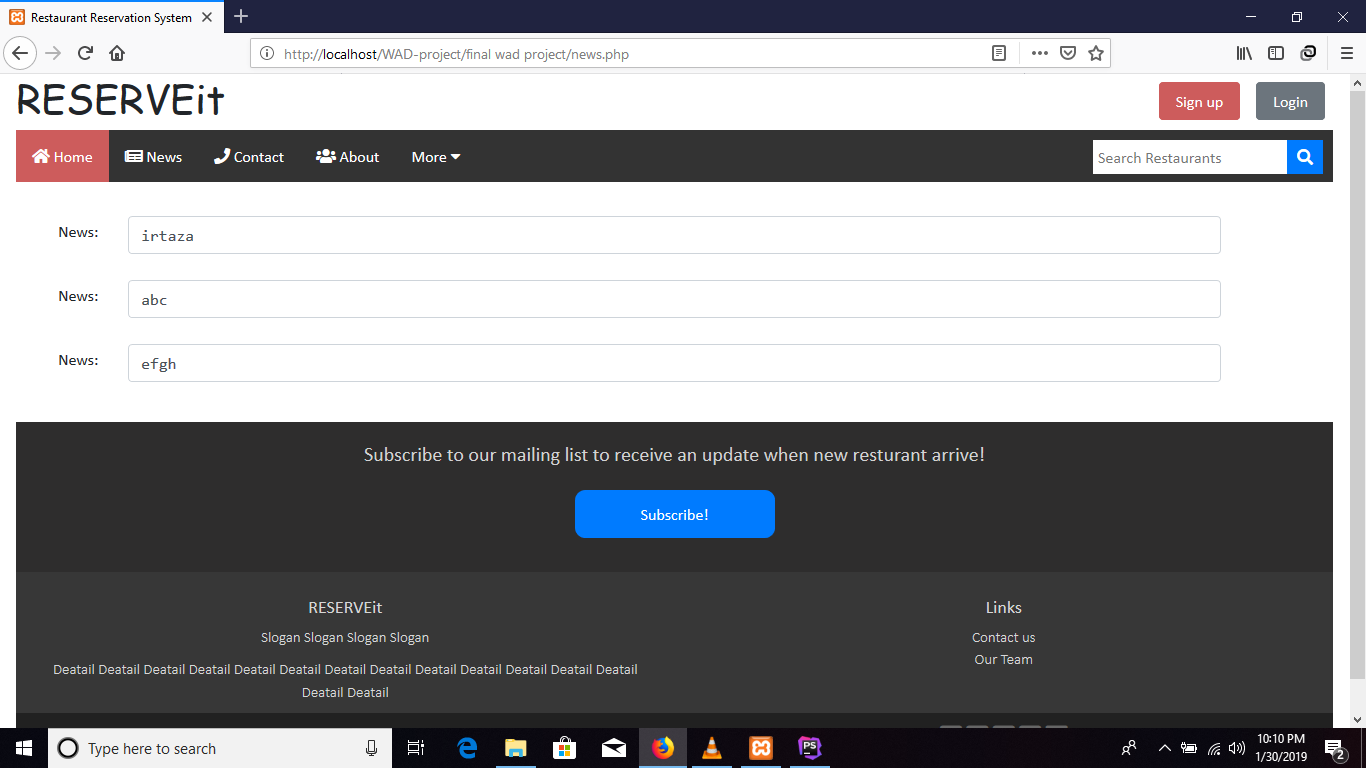 Restaurant Reservation System
http://localhost/WAD-project/final wad project/news.php
RESERVEit
Sign up
Login
Home
News
Contact
About
More
Search Restaurants
News:
irtaza
News:
abc
News:
efgh
Subscribe to our mailing list to receive an update when new resturant arrive!
Subscribe!
RESERVEit
Slogan Slogan Slogan Slogan
Deatail Deatail Deatail Deatail Deatail Deatail Deatail Deatail Deatail Deatail Deatail Deatail Deatail
Deatail Deatail
Links
Contact us
Our Team
Type here to search
PS
10:10 PM
1/30/2019
2